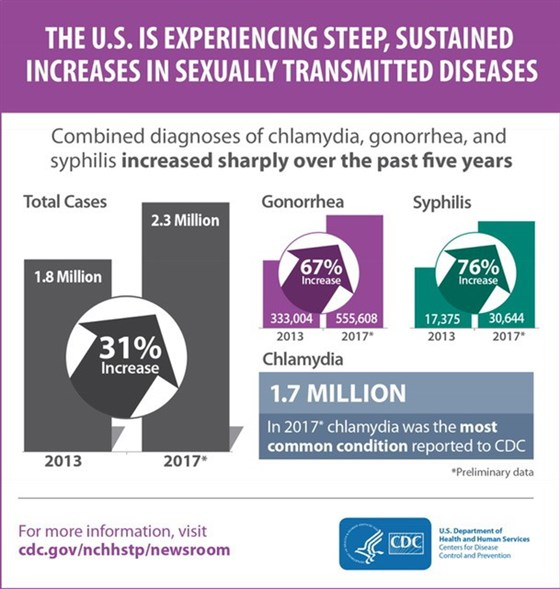 THE U.S. IS EXPERIENCING STEEP, SUSTAINED
INCREASES IN SEXUALLY TRANSMITTED DISEASES
Combined diagnoses of chlamydia, gonorrhea, and
syphilis increased sharply over the past five years
Total Cases
1.8 Million
2.3 Million
31%
Increase
2013
2017*
Gonorrhea
67%
Increase
333,004
555,608
2013
2017*
Syphilis
76%
Increase
17,375
30,644
2013
2017*
Chlamydia
1.7 MILLION
In 2017* chlamydia was the most
common condition reported to CDC
*Preliminary data
For more information, visit
cdc.gov/nchhstp/newsroom
CDC
U.S. Department of
Health and Human Services
Centers for Disease
Control and Prevention